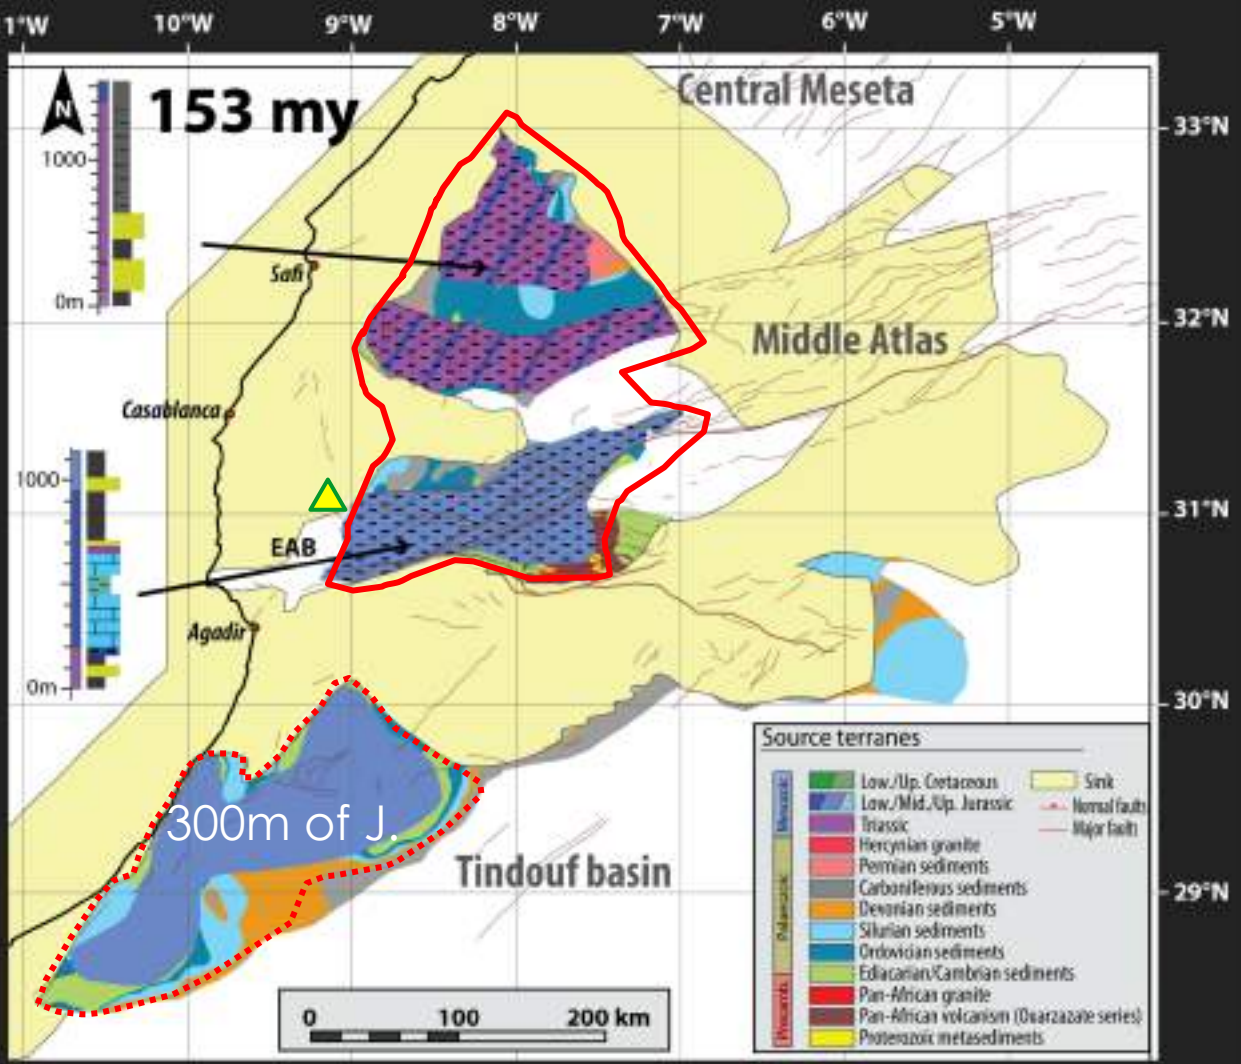 1°W 10°W 9°W 8°W 7°W 6°W 5°W
N
153 my
Central Meseta
33°N
1000
Safi
0m
32°N
Middle Atlas
Casablanca
1000
31°N
EAB
Agadir
0m
30°N
300m of J.
Tindouf basin
29°N
0 100 200 km
Source terranes
Mesozoic
Low./Up. Cretaceous
Low./Mid./Up. Jurassic
Triassic
Palaeozoic
Hercynian granite
Permian sediments
Carboniferous sediments
Devonian sediments
Silurian sediments
Ordovician sediments
Ediacarian/Cambrian sediments
Precamb.
Pan-African granite
Pan-African volcanism (Ouarzazate series)
Proterozoic metasediments
Sink
Normal faults
Major faults